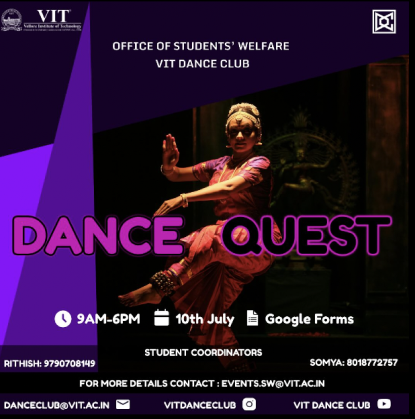 VIT
Vellore Institute of Technology
OFFICE OF STUDENTS' WELFARE
VIT DANCE CLUB
DANCE QUEST
9AM-6PM 10th July Google Forms
STUDENT COORDINATORS
RITHISH: 9790708149
SOMYA: 8018772757
FOR MORE DETAILS CONTACT : EVENTS.SW@VIT.AC.IN
DANCECLUB@VIT.AC.IN VITDANCECLUB VIT DANCE CLUB